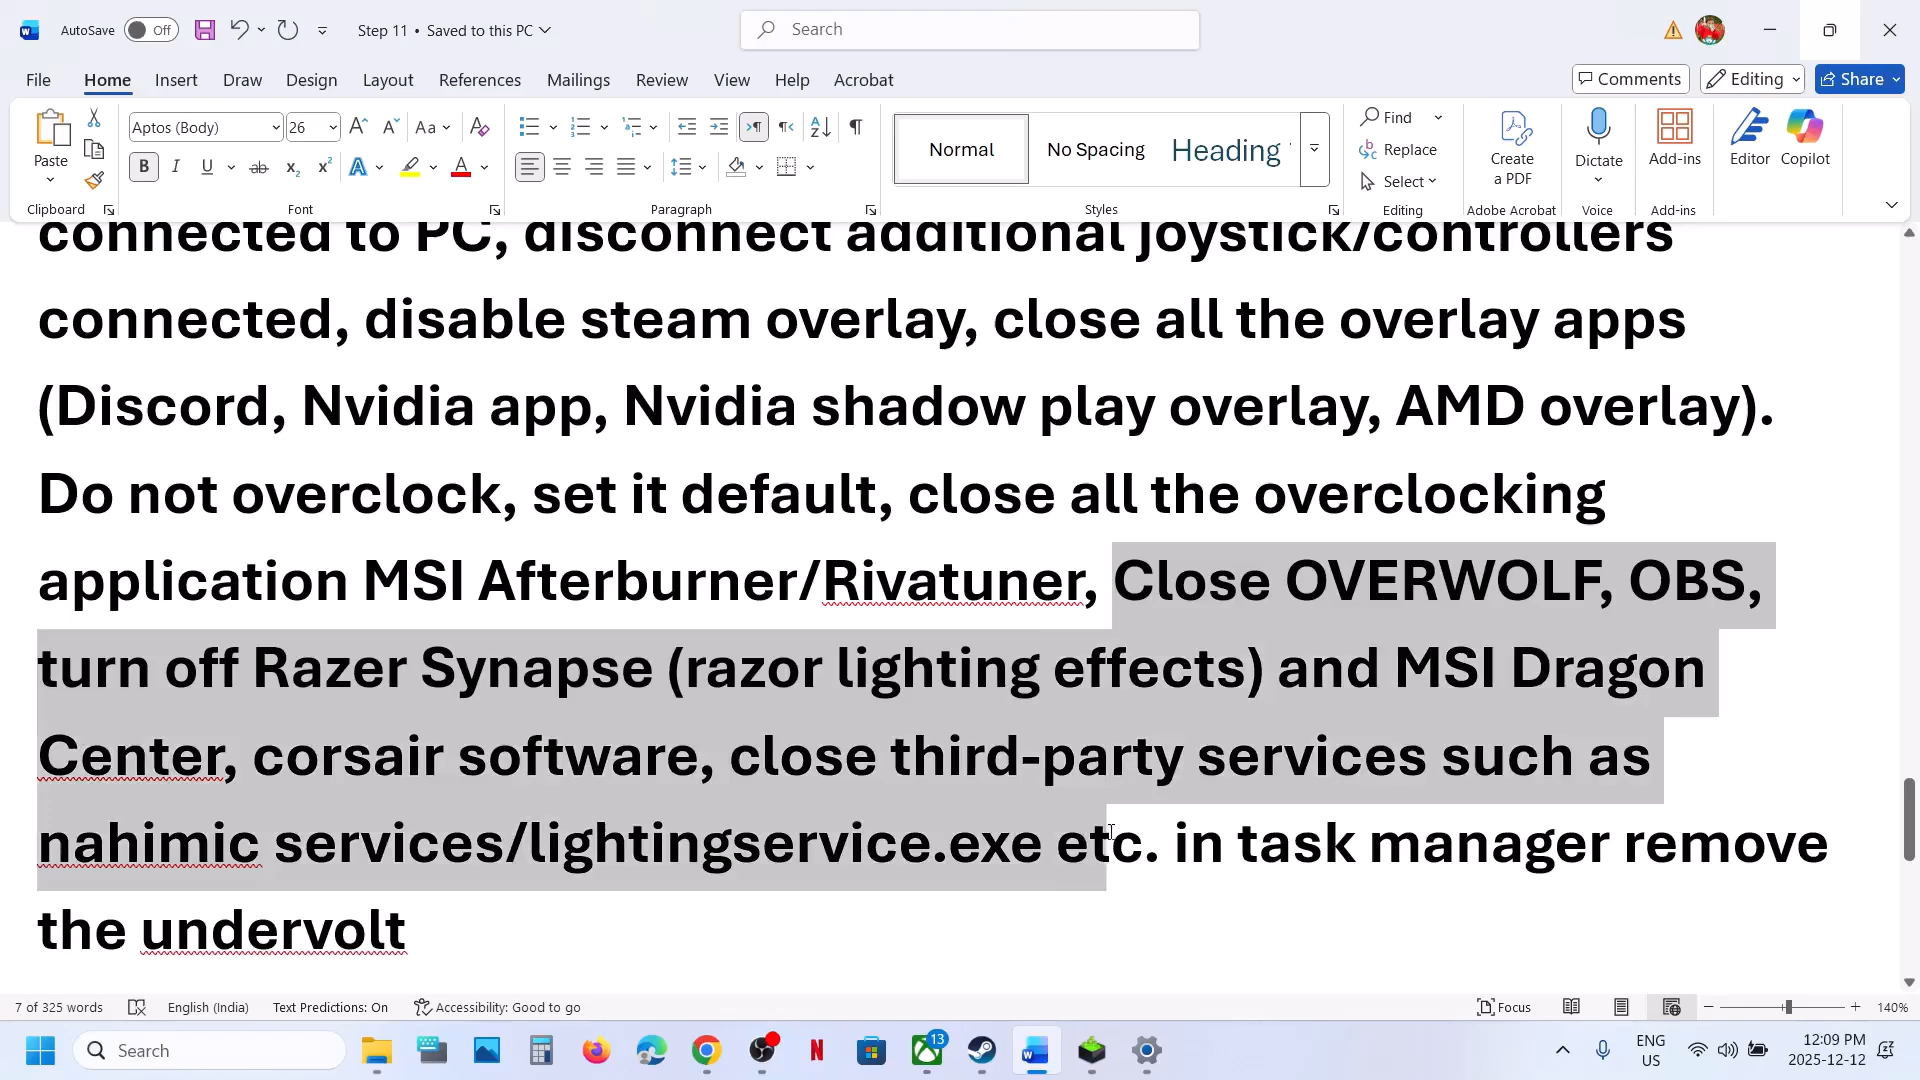 AutoSave Off Step 11 • Saved to this PC Search
File Home Insert Draw Design Layout References Mailings Review View Help Acrobat Comments Editing Share
Paste Aptos (Body) 26 Aa Normal No Spacing Heading Find Replace Select Create a PDF Dictate Add-ins Editor Copilot
Clipboard Font Paragraph Styles Editing Adobe Acrobat Voice Add-ins
connected to PC, disconnect additional joystick/controllers
connected, disable steam overlay, close all the overlay apps
(Discord, Nvidia app, Nvidia shadow play overlay, AMD overlay).
Do not overclock, set it default, close all the overclocking
application MSI Afterburner/Rivatuner, Close OVERWOLF, OBS,
turn off Razer Synapse (razor lighting effects) and MSI Dragon
Center, corsair software, close third-party services such as
nahimic services/lightingservice.exe etc. in task manager remove
the undervolt
7 of 325 words English (India) Text Predictions: On Accessibility: Good to go Focus 140%
Search 13 ENG US 12:09 PM 2025-12-12